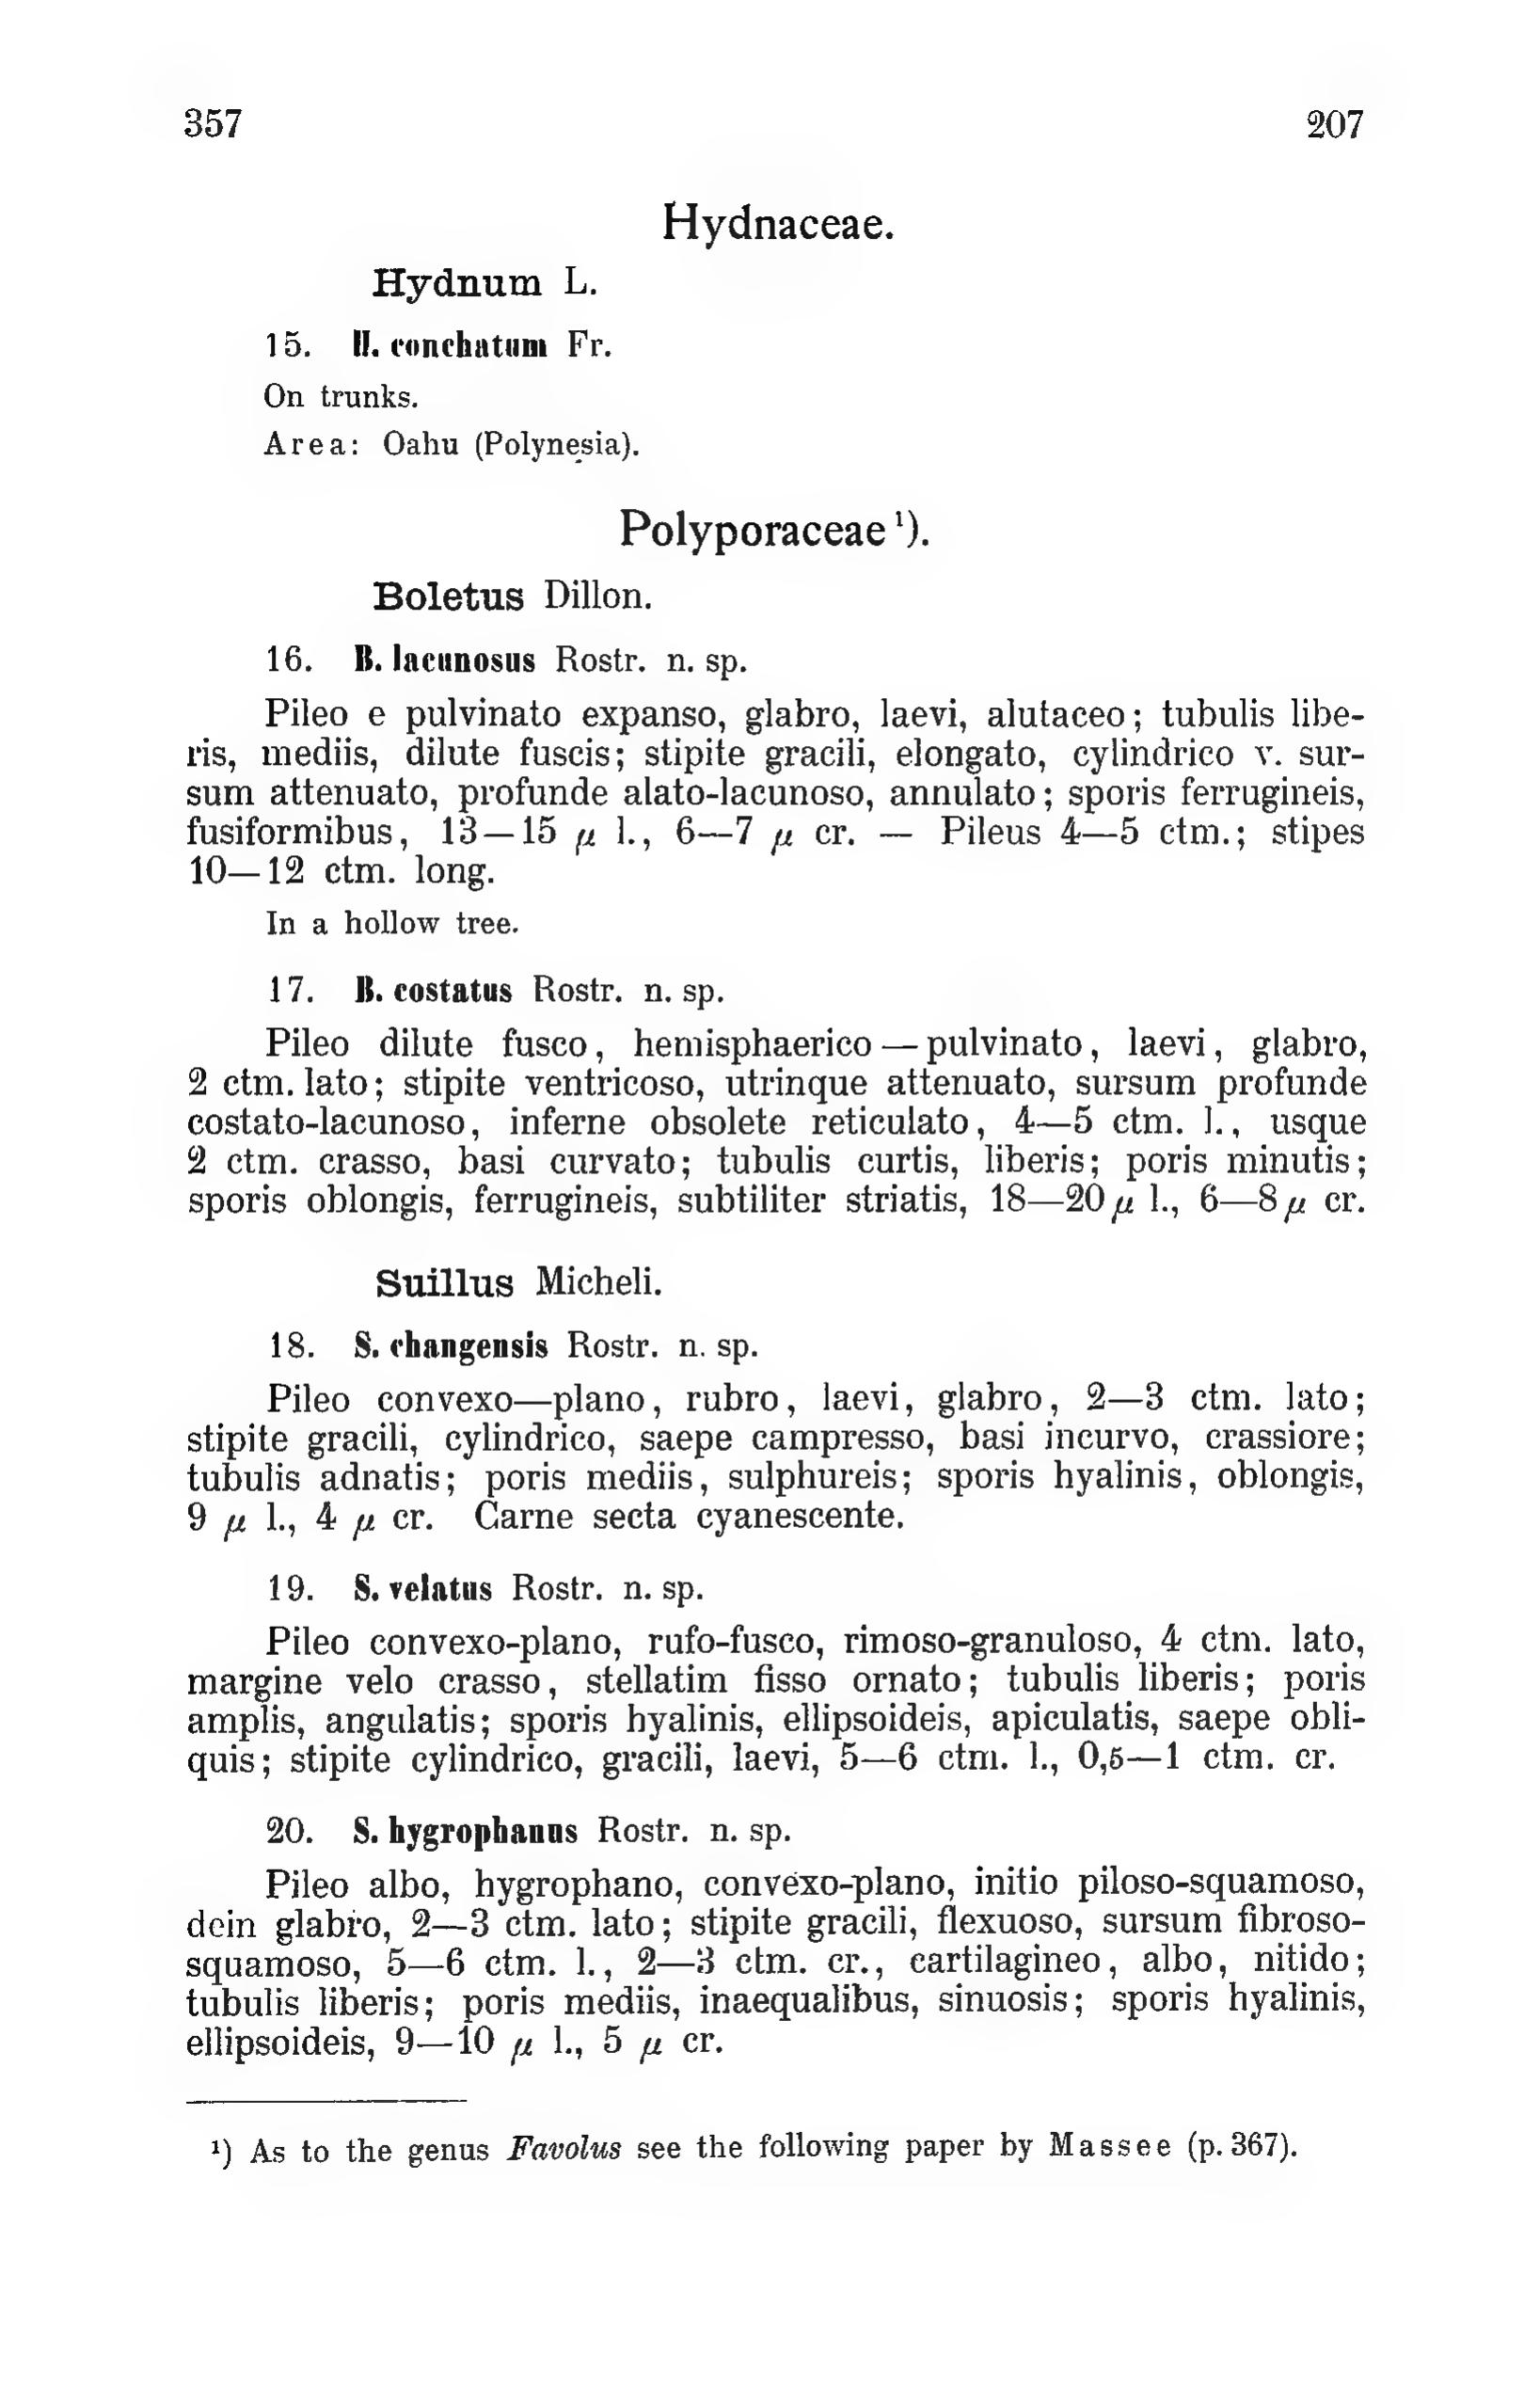 357 207
Hydnaceae.
Hydnum L.
15. H. conchatum Fr.
On trunks.
Area: Oahu (Polynesia).
Polyporaceae ¹).
Boletus Dillon.
16. B. lacunosus Rostr. n. sp.
Pileo e pulvinato expanso, glabro, laevi, alutaceo; tubulis libe-
ris, mediis, dilute fuscis; stipite gracili, elongato, cylindrico v. sur-
sum attenuato, profunde alato-lacunoso, annulato; sporis ferrugineis,
fusiformibus, 13—15 µ l., 6—7 µ cr. — Pileus 4—5 ctm.; stipes
10—12 ctm. long.
In a hollow tree.
17. B. costatus Rostr. n. sp.
Pileo dilute fusco, hemisphaerico — pulvinato, laevi, glabro,
2 ctm. lato; stipite ventricoso, utrinque attenuato, sursum profunde
costato-lacunoso, inferne obsolete reticulato, 4—5 ctm. l., usque
2 ctm. crasso, basi curvato; tubulis curtis, liberis; poris minutis;
sporis oblongis, ferrugineis, subtiliter striatis, 18—20 µ l., 6—8 µ cr.
Suillus Micheli.
18. S. changensis Rostr. n. sp.
Pileo convexo—plano, rubro, laevi, glabro, 2—3 ctm. lato;
stipite gracili, cylindrico, saepe campresso, basi incurvo, crassiore;
tubulis adnatis; poris mediis, sulphureis; sporis hyalinis, oblongis,
9 µ l., 4 µ cr. Carne secta cyanescente.
19. S. velatus Rostr. n. sp.
Pileo convexo-plano, rufo-fusco, rimoso-granuloso, 4 ctm. lato,
margine velo crasso, stellatim fisso ornato; tubulis liberis; poris
amplis, angulatis; sporis hyalinis, ellipsoideis, apiculatis, saepe obli-
quis; stipite cylindrico, gracili, laevi, 5—6 ctm. l., 0,5—1 ctm. cr.
20. S. hygrophanus Rostr. n. sp.
Pileo albo, hygrophano, convexo-plano, initio piloso-squamoso,
dein glabro, 2—3 ctm. lato; stipite gracili, flexuoso, sursum fibroso-
squamoso, 5—6 ctm. l., 2—3 ctm. cr., cartilagineo, albo, nitido;
tubulis liberis; poris mediis, inaequalibus, sinuosis; sporis hyalinis,
ellipsoideis, 9—10 µ l., 5 µ cr.
¹) As to the genus Favolus see the following paper by Massee (p. 367).